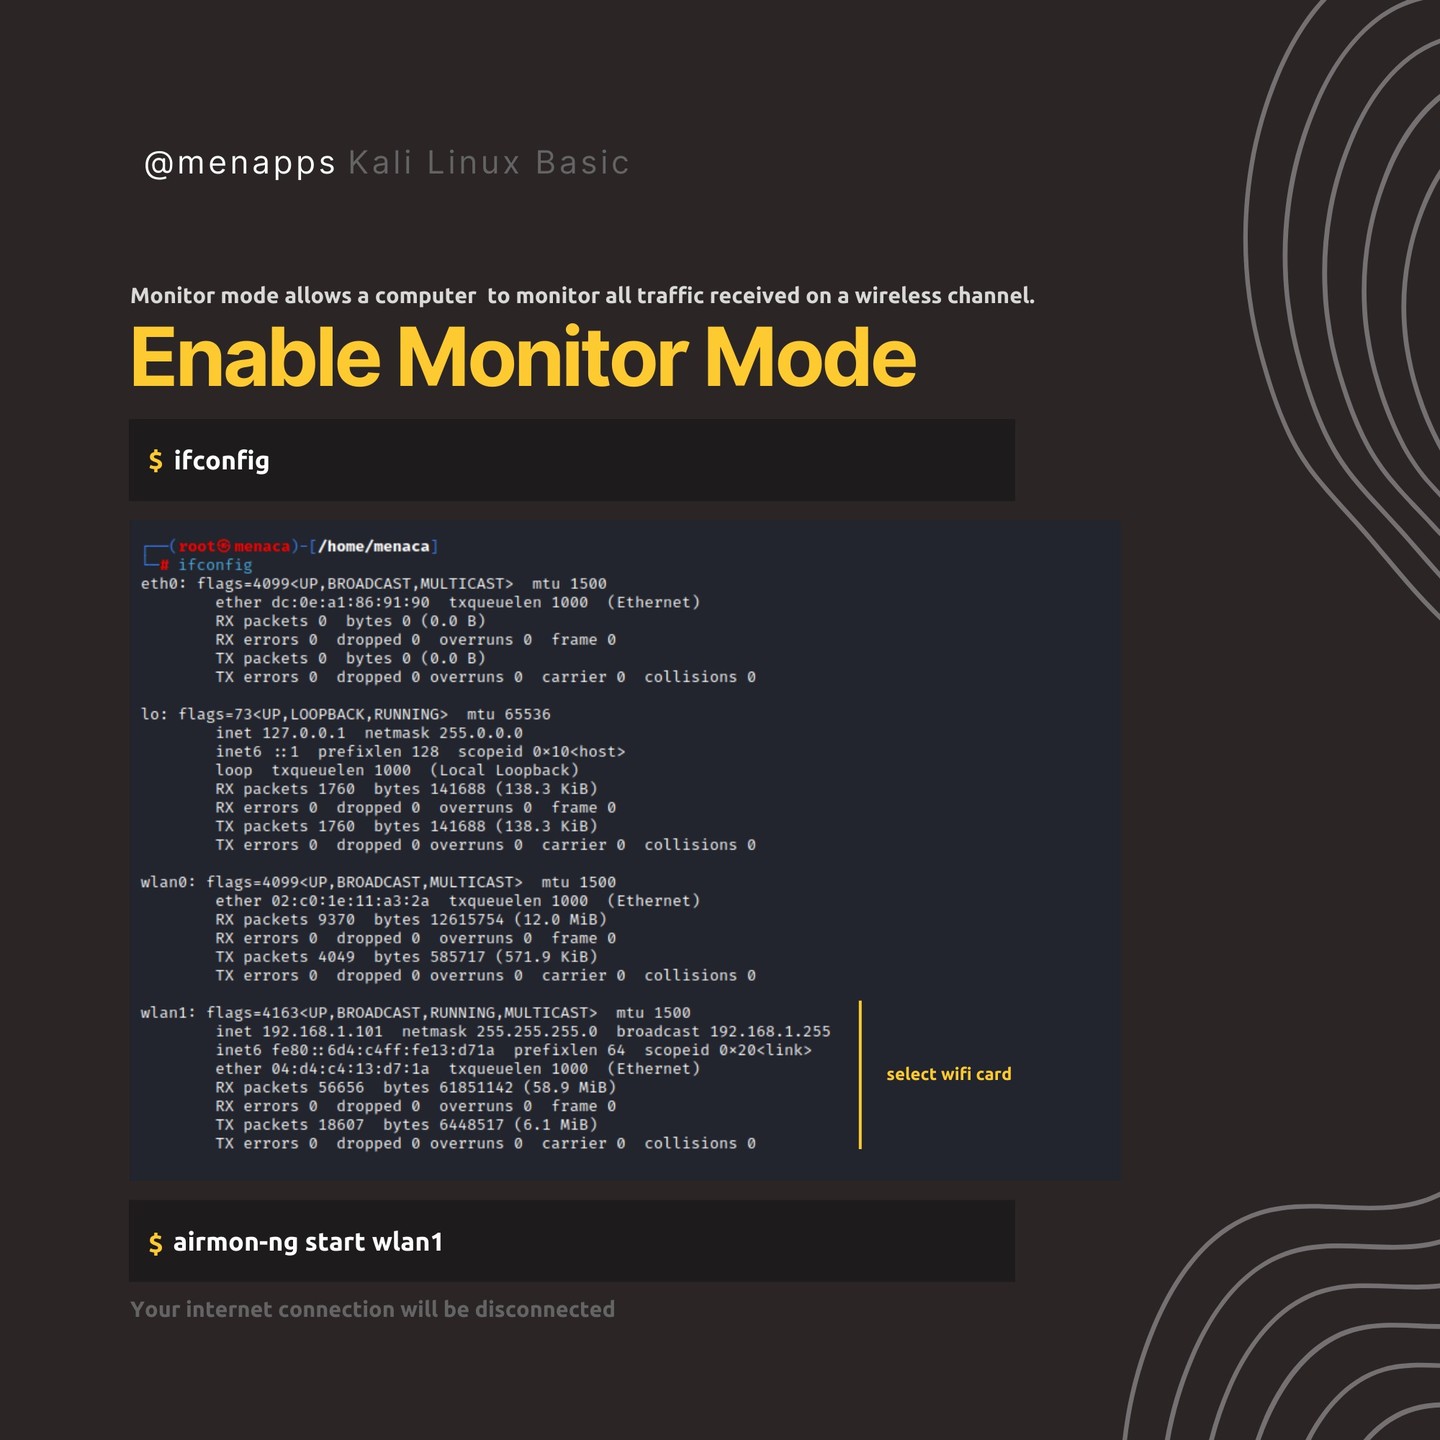 @menapps Kali Linux Basic
Monitor mode allows a computer  to monitor all traffic received on a wireless channel.
Enable Monitor Mode
$ ifconfig
┌──(root㉿menaca)-[/home/menaca]
└─# ifconfig
eth0: flags=4099<UP,BROADCAST,MULTICAST>  mtu 1500
        ether dc:0e:a1:86:91:90  txqueuelen 1000  (Ethernet)
        RX packets 0  bytes 0 (0.0 B)
        RX errors 0  dropped 0  overruns 0  frame 0
        TX packets 0  bytes 0 (0.0 B)
        TX errors 0  dropped 0 overruns 0  carrier 0  collisions 0
lo: flags=73<UP,LOOPBACK,RUNNING>  mtu 65536
        inet 127.0.0.1  netmask 255.0.0.0
        inet6 ::1  prefixlen 128  scopeid 0×10<host>
        loop  txqueuelen 1000  (Local Loopback)
        RX packets 1760  bytes 141688 (138.3 KiB)
        RX errors 0  dropped 0  overruns 0  frame 0
        TX packets 1760  bytes 141688 (138.3 KiB)
        TX errors 0  dropped 0 overruns 0  carrier 0  collisions 0
wlan0: flags=4099<UP,BROADCAST,MULTICAST>  mtu 1500
        ether 02:c0:1e:11:a3:2a  txqueuelen 1000  (Ethernet)
        RX packets 9370  bytes 12615754 (12.0 MiB)
        RX errors 0  dropped 0  overruns 0  frame 0
        TX packets 4049  bytes 585717 (571.9 KiB)
        TX errors 0  dropped 0 overruns 0  carrier 0  collisions 0
wlan1: flags=4163<UP,BROADCAST,RUNNING,MULTICAST>  mtu 1500
        inet 192.168.1.101  netmask 255.255.255.0  broadcast 192.168.1.255
        inet6 fe80::6d4:c4ff:fe13:d71a  prefixlen 64  scopeid 0×20<link>
        ether 04:d4:c4:13:d7:1a  txqueuelen 1000  (Ethernet)
        RX packets 56656  bytes 61851142 (58.9 MiB)
        RX errors 0  dropped 0  overruns 0  frame 0
        TX packets 18607  bytes 6448517 (6.1 MiB)
        TX errors 0  dropped 0 overruns 0  carrier 0  collisions 0
select wifi card
$ airmon-ng start wlan1
Your internet connection will be disconnected